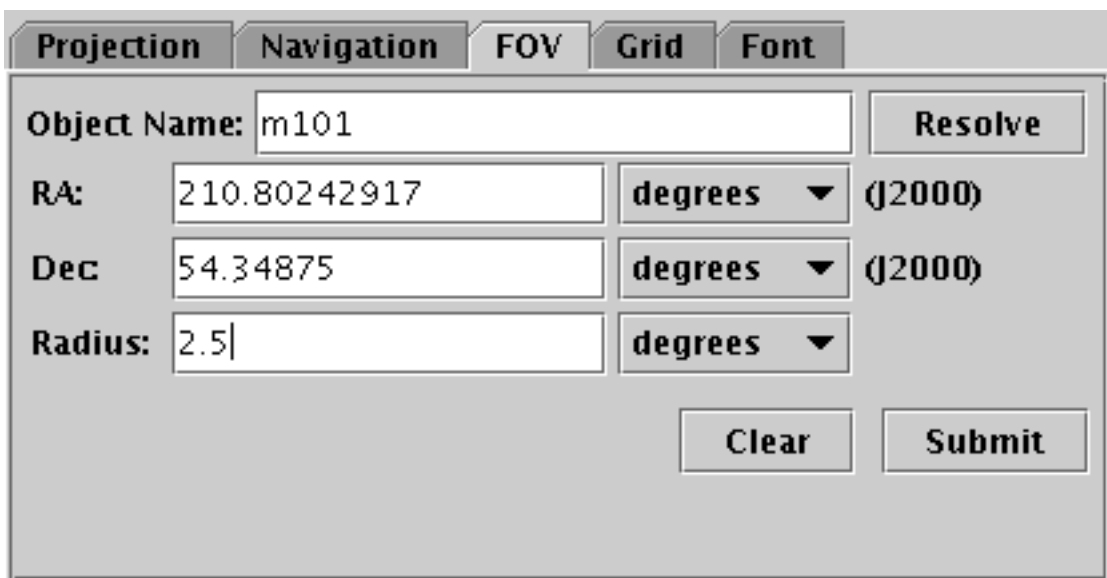 Projection Navigation FOV Grid Font
Object Name: m101 Resolve
RA: 210.80242917 degrees (J2000)
Dec: 54.34875 degrees (J2000)
Radius: 2.5 degrees
Clear Submit